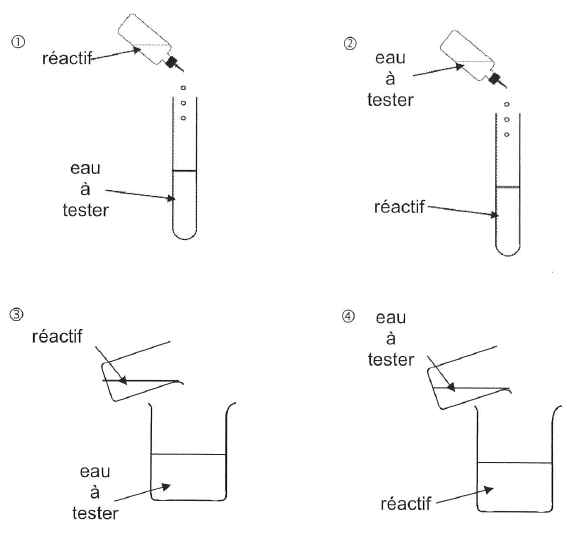 ①
réactif
eau
à
tester
②
eau
à
tester
réactif
③
réactif
eau
à
tester
④
eau
à
tester
réactif